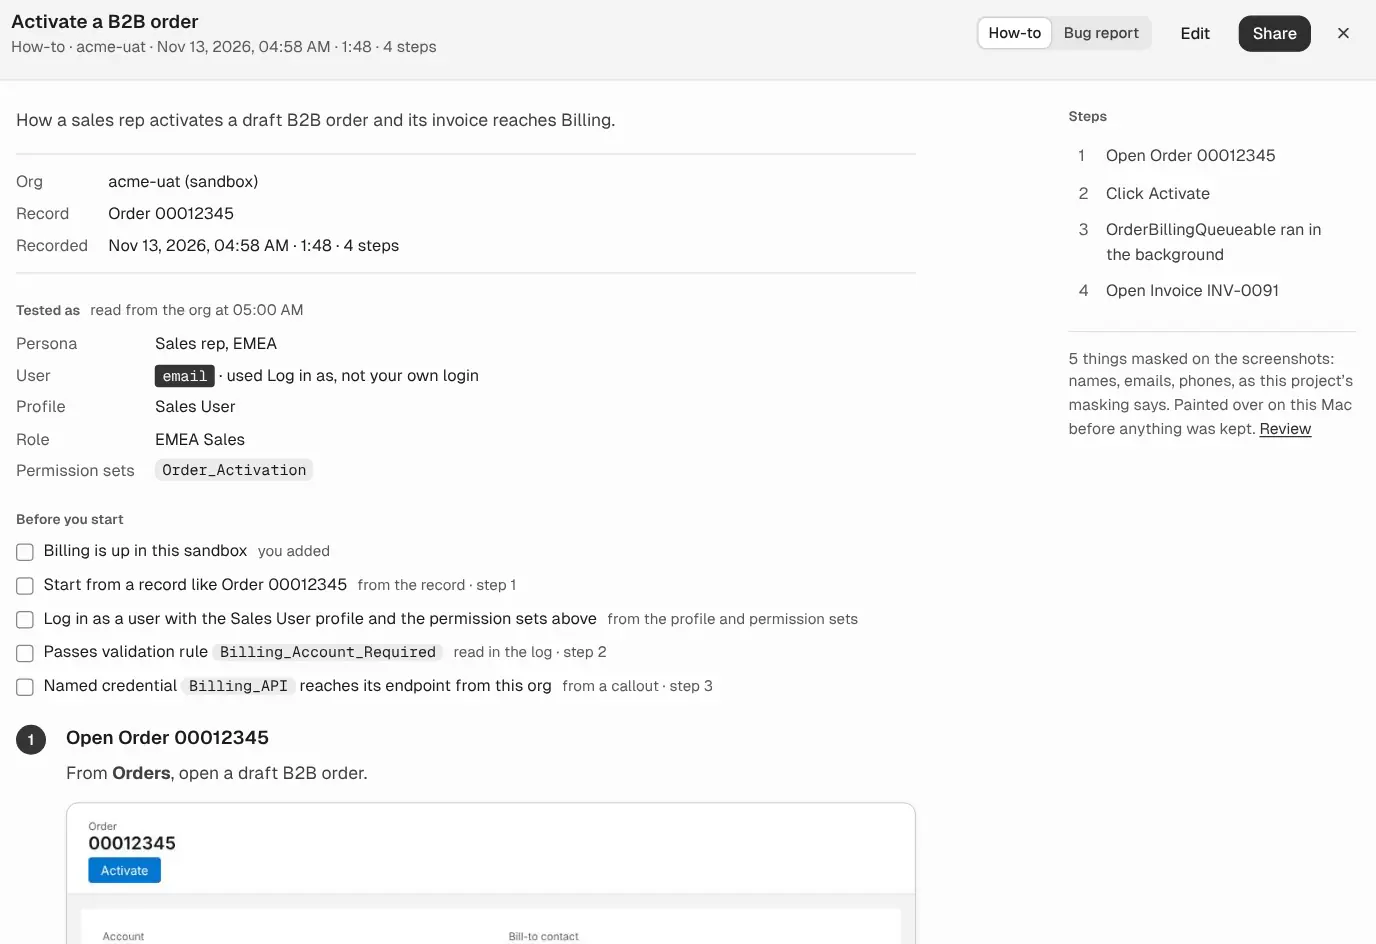 Activate a B2B order
How-to · acme-uat · Nov 13, 2026, 04:58 AM · 1:48 · 4 steps
How-to
Bug report
Edit
Share
How a sales rep activates a draft B2B order and its invoice reaches Billing.
Org acme-uat (sandbox)
Record Order 00012345
Recorded Nov 13, 2026, 04:58 AM · 1:48 · 4 steps
Tested as read from the org at 05:00 AM
Persona Sales rep, EMEA
User email · used Log in as, not your own login
Profile Sales User
Role EMEA Sales
Permission sets Order_Activation
Before you start
Billing is up in this sandbox you added
Start from a record like Order 00012345 from the record · step 1
Log in as a user with the Sales User profile and the permission sets above from the profile and permission sets
Passes validation rule Billing_Account_Required read in the log · step 2
Named credential Billing_API reaches its endpoint from this org from a callout · step 3
1 Open Order 00012345
From Orders, open a draft B2B order.
Order
00012345
Activate
Account Bill-to contact
Steps
1 Open Order 00012345
2 Click Activate
3 OrderBillingQueueable ran in
the background
4 Open Invoice INV-0091
5 things masked on the screenshots:
names, emails, phones, as this project's
masking says. Painted over on this Mac
before anything was kept. Review